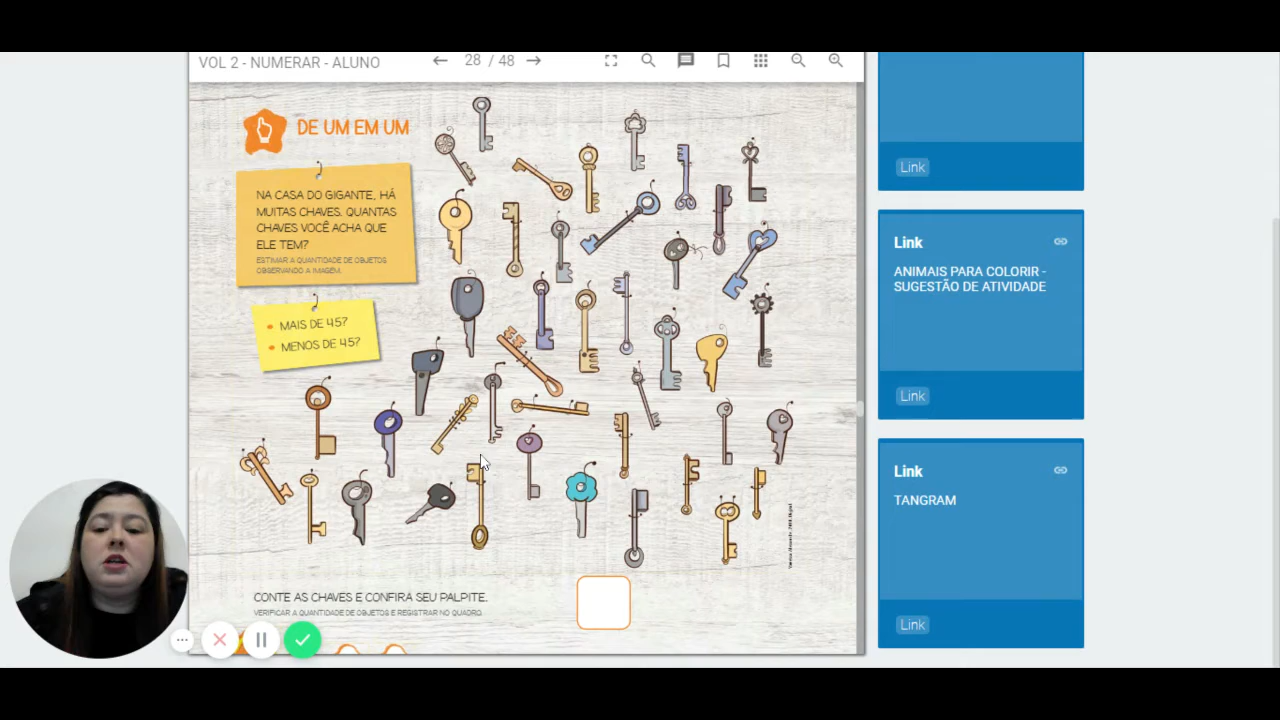 VOL 2 - NUMERAR - ALUNO
28 / 48
DE UM EM UM
NA CASA DO GIGANTE, HÁ
MUITAS CHAVES. QUANTAS
CHAVES VOCÊ ACHA QUE
ELE TEM?
ESTIMAR A QUANTIDADE DE OBJETOS
OBSERVANDO A IMAGEM.
MAIS DE 45?
MENOS DE 45?
CONTE AS CHAVES E CONFIRA SEU PALPITE.
VERIFICAR A QUANTIDADE DE OBJETOS E REGISTRAR NO QUADRO.
Link
Link
ANIMAIS PARA COLORIR -
SUGESTÃO DE ATIVIDADE
Link
Link
TANGRAM
Link